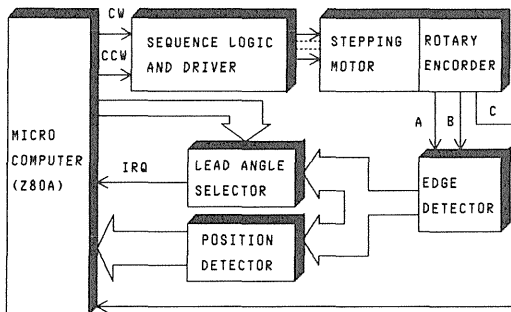 CW
CCW
SEQUENCE LOGIC
AND DRIVER
STEPPING
MOTOR
ROTARY
ENCORDER
A
B
C
MICRO
COMPUTER
(Z80A)
IRQ
LEAD ANGLE
SELECTOR
EDGE
DETECTOR
POSITION
DETECTOR